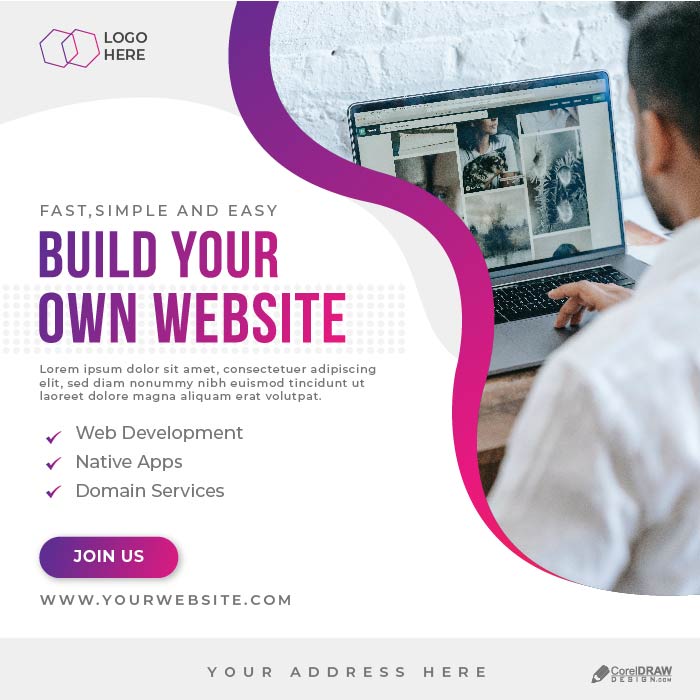 LOGO
HERE
FAST,SIMPLE AND EASY
BUILD YOUR
OWN WEBSITE
Lorem ipsum dolor sit amet, consectetuer adipiscing
elit, sed diam nonummy nibh euismod tincidunt ut
laoreet dolore magna aliquam erat volutpat.
Web Development
Native Apps
Domain Services
JOIN US
WWW.YOURWEBSITE.COM
YOUR ADDRESS HERE
CorelDRAW
DESIGN.COM